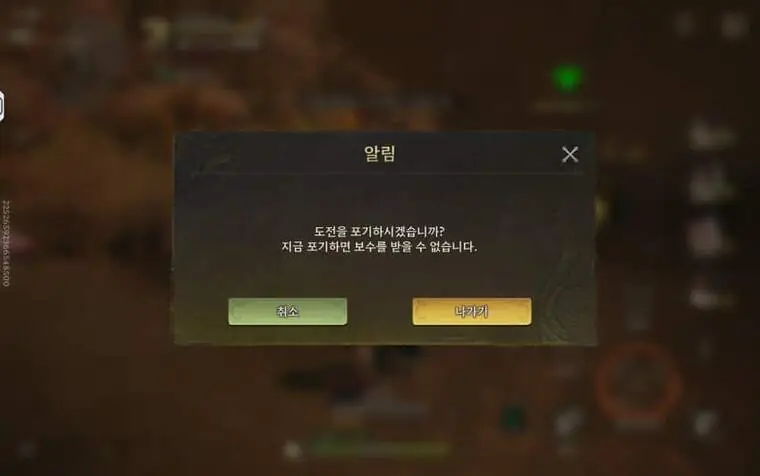 알림
도전을 포기하시겠습니까?
지금 포기하면 보수를 받을 수 없습니다.
취소
나가기